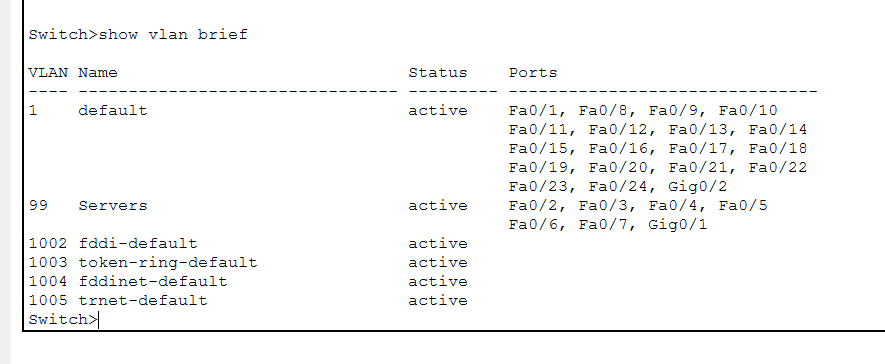 Switch>show vlan brief
VLAN Name Status Ports
---- -------------------------------- --------- -------------------------------
1 default active Fa0/1, Fa0/8, Fa0/9, Fa0/10
Fa0/11, Fa0/12, Fa0/13, Fa0/14
Fa0/15, Fa0/16, Fa0/17, Fa0/18
Fa0/19, Fa0/20, Fa0/21, Fa0/22
Fa0/23, Fa0/24, Gig0/2
99 Servers active Fa0/2, Fa0/3, Fa0/4, Fa0/5
Fa0/6, Fa0/7, Gig0/1
1002 fddi-default active
1003 token-ring-default active
1004 fddinet-default active
1005 trnet-default active
Switch>